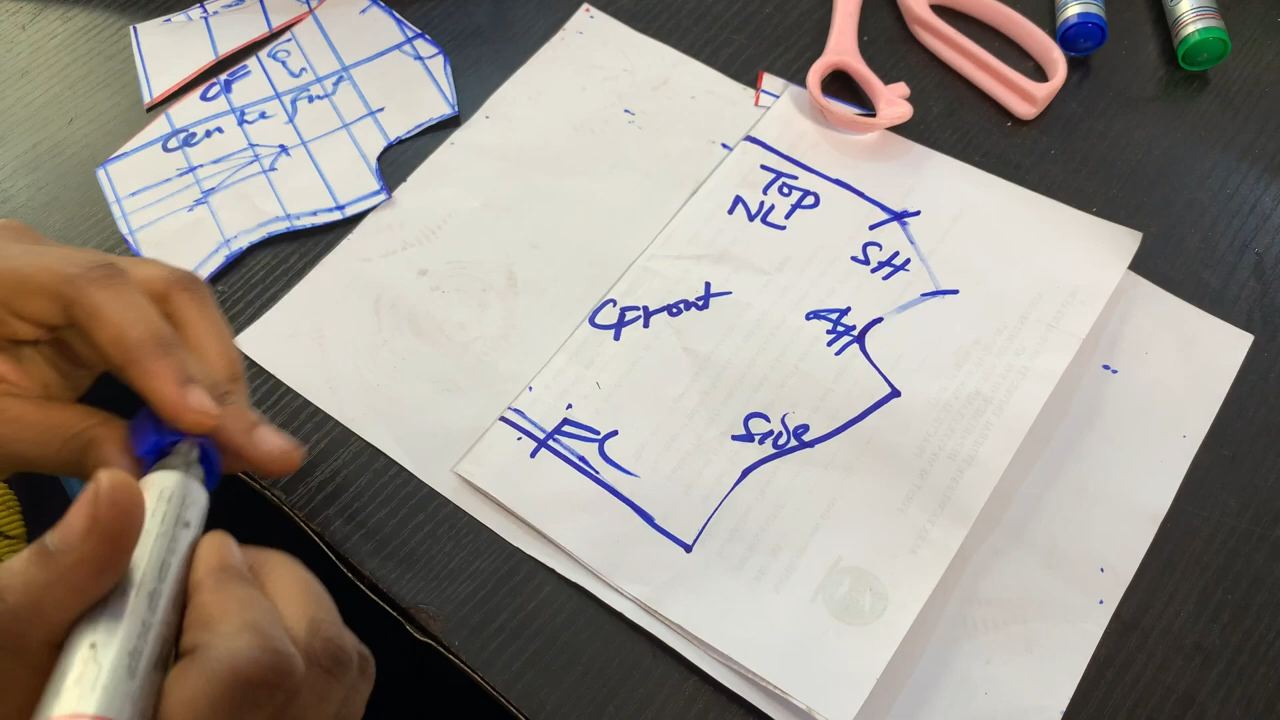 CF
Centre Front
Top
NL
SH
AH
CFront
Side
FL